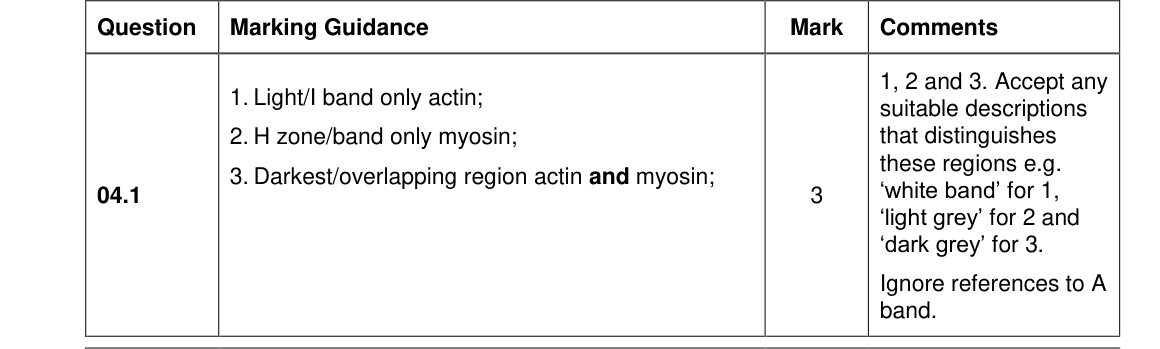 Question Marking Guidance Mark Comments
04.1
1. Light/I band only actin;
2. H zone/band only myosin;
3. Darkest/overlapping region actin and myosin;
3
1, 2 and 3. Accept any
suitable descriptions
that distinguishes
these regions e.g.
‘white band’ for 1,
‘light grey’ for 2 and
‘dark grey’ for 3.
Ignore references to A
band.